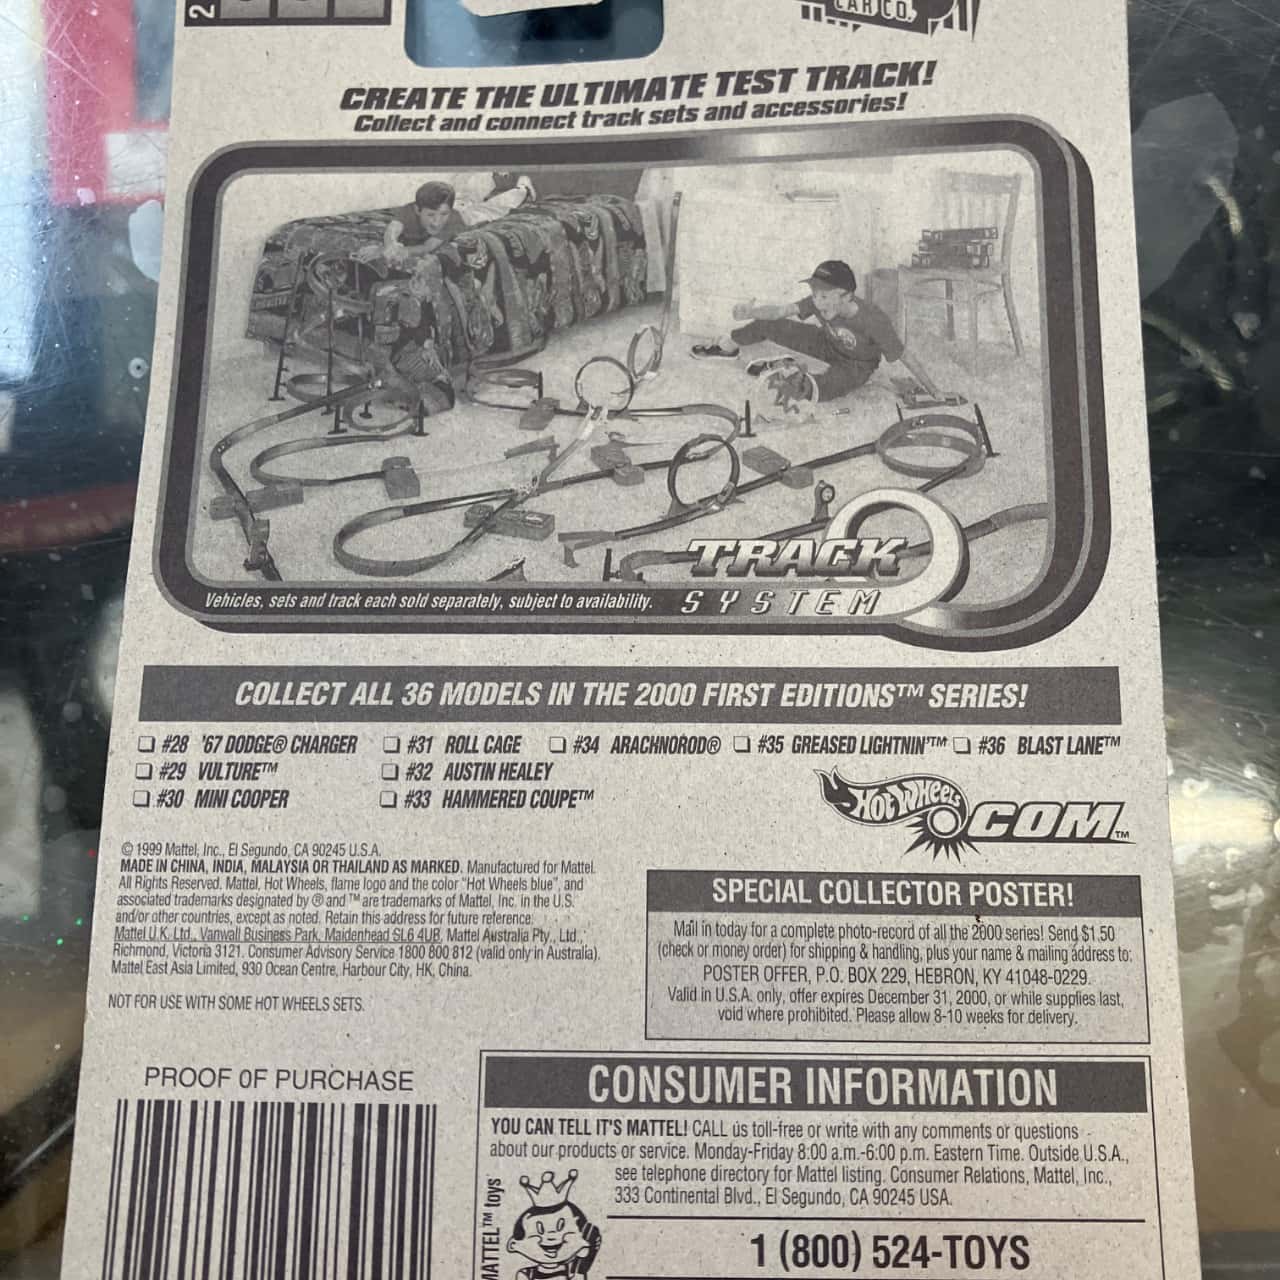 2
CAR CO.
CREATE THE ULTIMATE TEST TRACK!
Collect and connect track sets and accessories!
TRACK
SYSTEM
Vehicles, sets and track each sold separately, subject to availability.
COLLECT ALL 36 MODELS IN THE 2000 FIRST EDITIONS™ SERIES!
#28 '67 DODGE® CHARGER
#29 VULTURE™
#30 MINI COOPER
#31 ROLL CAGE
#32 AUSTIN HEALEY
#33 HAMMERED COUPE™
#34 ARACHNOROD®
#35 GREASED LIGHTNIN'™
#36 BLAST LANE™
HOT WHEELS .COM™
© 1999 Mattel, Inc., El Segundo, CA 90245 U.S.A.
MADE IN CHINA, INDIA, MALAYSIA OR THAILAND AS MARKED. Manufactured for Mattel.
All Rights Reserved. Mattel, Hot Wheels, flame logo and the color "Hot Wheels blue", and
associated trademarks designated by ® and ™ are trademarks of Mattel, Inc. in the U.S.
and/or other countries, except as noted. Retain this address for future reference:
Mattel U.K. Ltd., Vanwall Business Park, Maidenhead SL6 4UB. Mattel Australia Pty., Ltd.,
Richmond, Victoria 3121. Consumer Advisory Service 1800 800 812 (valid only in Australia).
Mattel East Asia Limited, 930 Ocean Centre, Harbour City, HK, China.
NOT FOR USE WITH SOME HOT WHEELS SETS.
SPECIAL COLLECTOR POSTER!
Mail in today for a complete photo-record of all the 2000 series! Send $1.50
(check or money order) for shipping & handling, plus your name & mailing address to:
POSTER OFFER, P.O. BOX 229, HEBRON, KY 41048-0229.
Valid in U.S.A. only, offer expires December 31, 2000, or while supplies last,
void where prohibited. Please allow 8-10 weeks for delivery.
PROOF OF PURCHASE
CONSUMER INFORMATION
YOU CAN TELL IT'S MATTEL! CALL us toll-free or write with any comments or questions
about our products or service. Monday-Friday 8:00 a.m.-6:00 p.m. Eastern Time. Outside U.S.A.,
see telephone directory for Mattel listing. Consumer Relations, Mattel, Inc.,
333 Continental Blvd., El Segundo, CA 90245 USA.
MATTEL™ toys
1 (800) 524-TOYS